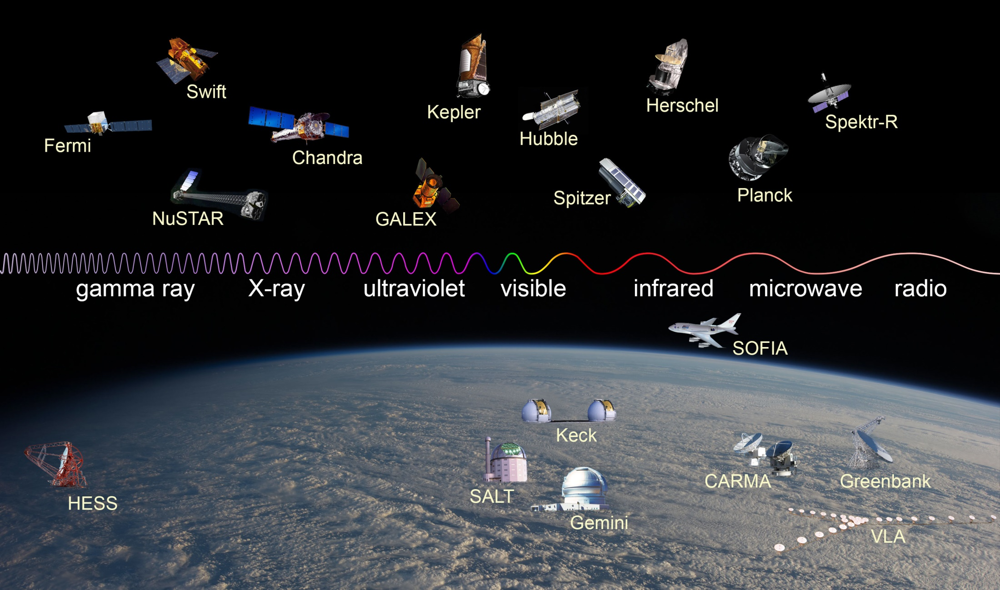 Swift
Kepler
Herschel
Hubble
Spektr-R
Fermi
Chandra
Spitzer
Planck
NuSTAR
GALEX
gamma ray
X-ray
ultraviolet
visible
infrared
microwave
radio
SOFIA
Keck
CARMA
Greenbank
SALT
HESS
Gemini
VLA